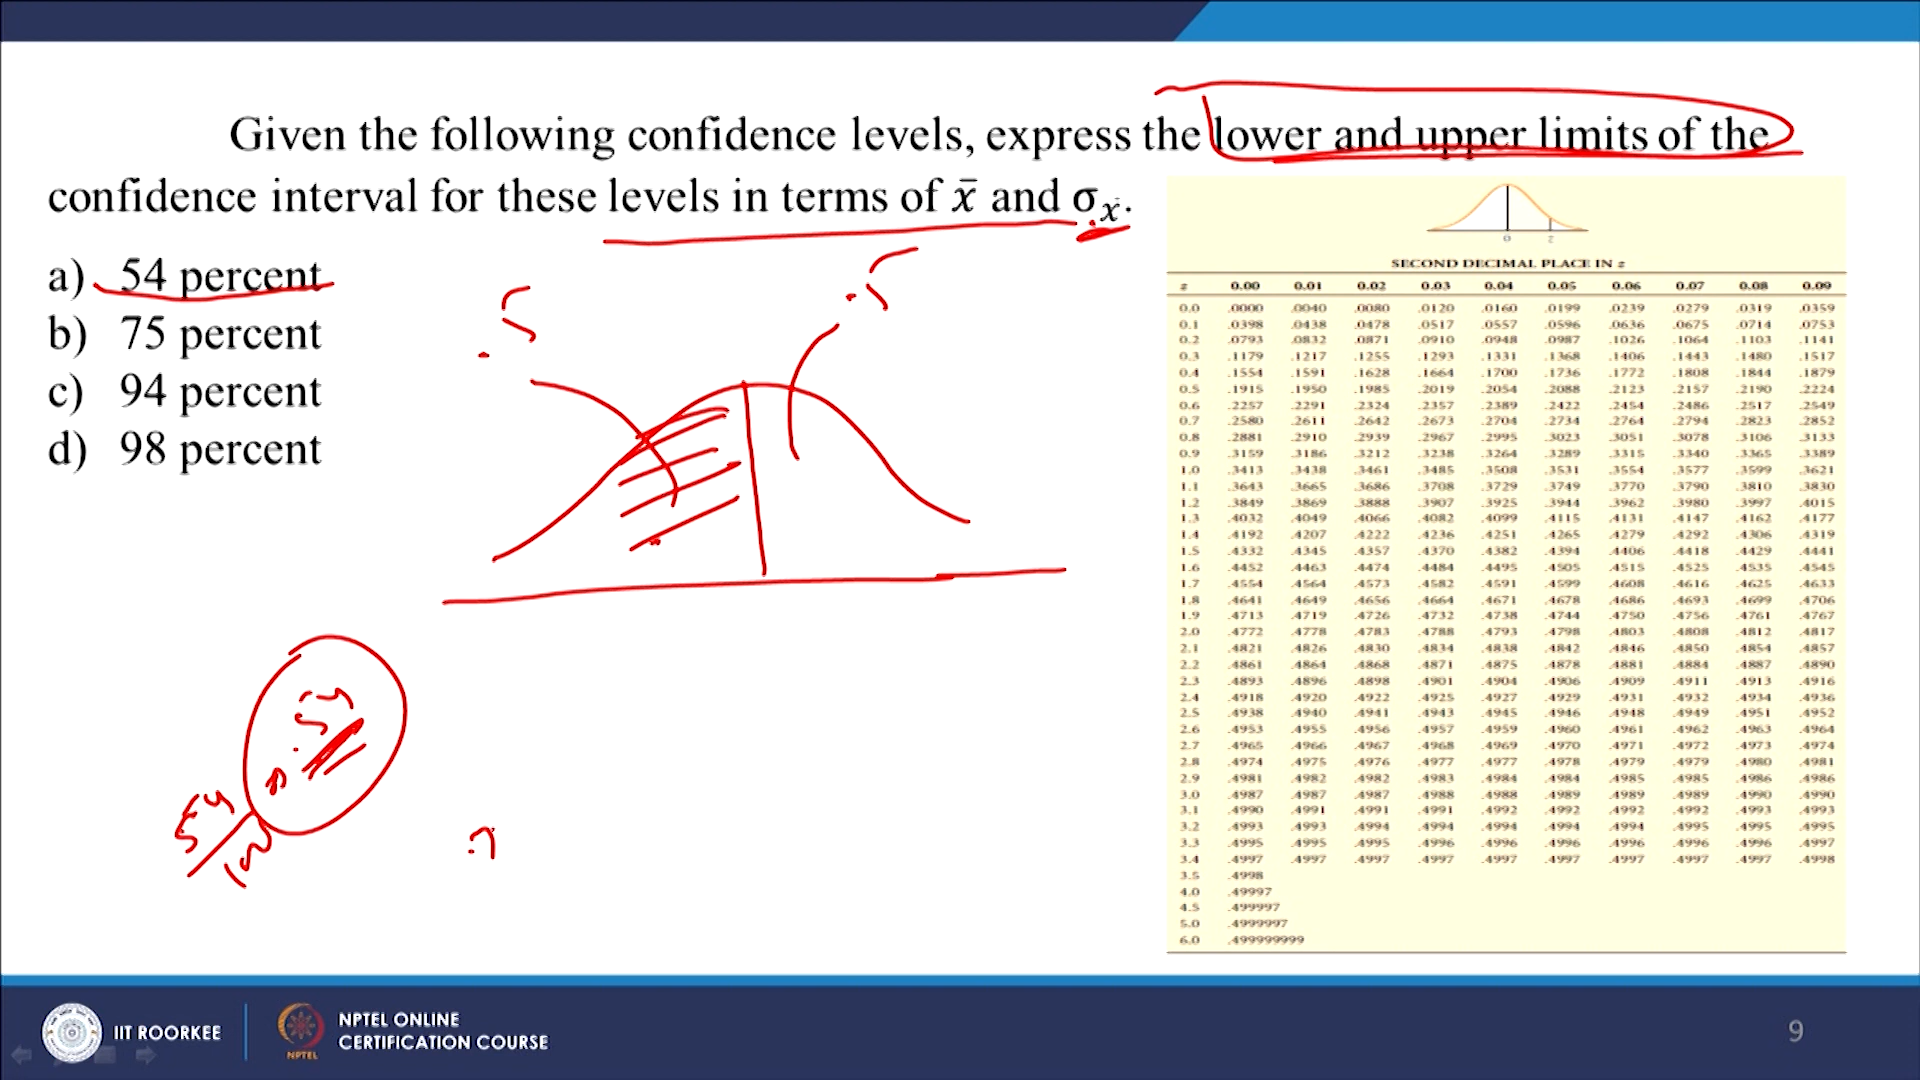 Given the following confidence levels, express the lower and upper limits of the
confidence interval for these levels in terms of x̄ and σx̄.
a) 54 percent
b) 75 percent
c) 94 percent
d) 98 percent
.5
.5
.54
54
100
0 z
SECOND DECIMAL PLACE IN z
z 0.00 0.01 0.02 0.03 0.04 0.05 0.06 0.07 0.08 0.09
0.0 .0000 .0040 .0080 .0120 .0160 .0199 .0239 .0279 .0319 .0359
0.1 .0398 .0438 .0478 .0517 .0557 .0596 .0636 .0675 .0714 .0753
0.2 .0793 .0832 .0871 .0910 .0948 .0987 .1026 .1064 .1103 .1141
0.3 .1179 .1217 .1255 .1293 .1331 .1368 .1406 .1443 .1480 .1517
0.4 .1554 .1591 .1628 .1664 .1700 .1736 .1772 .1808 .1844 .1879
0.5 .1915 .1950 .1985 .2019 .2054 .2088 .2123 .2157 .2190 .2224
0.6 .2257 .2291 .2324 .2357 .2389 .2422 .2454 .2486 .2517 .2549
0.7 .2580 .2611 .2642 .2673 .2704 .2734 .2764 .2794 .2823 .2852
0.8 .2881 .2910 .2939 .2967 .2995 .3023 .3051 .3078 .3106 .3133
0.9 .3159 .3186 .3212 .3238 .3264 .3289 .3315 .3340 .3365 .3389
1.0 .3413 .3438 .3461 .3485 .3508 .3531 .3554 .3577 .3599 .3621
1.1 .3643 .3665 .3686 .3708 .3729 .3749 .3770 .3790 .3810 .3830
1.2 .3849 .3869 .3888 .3907 .3925 .3944 .3962 .3980 .3997 .4015
1.3 .4032 .4049 .4066 .4082 .4099 .4115 .4131 .4147 .4162 .4177
1.4 .4192 .4207 .4222 .4236 .4251 .4265 .4279 .4292 .4306 .4319
1.5 .4332 .4345 .4357 .4370 .4382 .4394 .4406 .4418 .4429 .4441
1.6 .4452 .4463 .4474 .4484 .4495 .4505 .4515 .4525 .4535 .4545
1.7 .4554 .4564 .4573 .4582 .4591 .4599 .4608 .4616 .4625 .4633
1.8 .4641 .4649 .4656 .4664 .4671 .4678 .4686 .4693 .4699 .4706
1.9 .4713 .4719 .4726 .4732 .4738 .4744 .4750 .4756 .4761 .4767
2.0 .4772 .4778 .4783 .4788 .4793 .4798 .4803 .4808 .4812 .4817
2.1 .4821 .4826 .4830 .4834 .4838 .4842 .4846 .4850 .4854 .4857
2.2 .4861 .4864 .4868 .4871 .4875 .4878 .4881 .4884 .4887 .4890
2.3 .4893 .4896 .4898 .4901 .4904 .4906 .4909 .4911 .4913 .4916
2.4 .4918 .4920 .4922 .4925 .4927 .4929 .4931 .4932 .4934 .4936
2.5 .4938 .4940 .4941 .4943 .4945 .4946 .4948 .4949 .4951 .4952
2.6 .4953 .4955 .4956 .4957 .4959 .4960 .4961 .4962 .4963 .4964
2.7 .4965 .4966 .4967 .4968 .4969 .4970 .4971 .4972 .4973 .4974
2.8 .4974 .4975 .4976 .4977 .4977 .4978 .4979 .4979 .4980 .4981
2.9 .4981 .4982 .4982 .4983 .4984 .4984 .4985 .4985 .4986 .4986
3.0 .4987 .4987 .4987 .4988 .4988 .4989 .4989 .4989 .4990 .4990
3.1 .4990 .4991 .4991 .4991 .4992 .4992 .4992 .4992 .4993 .4993
3.2 .4993 .4993 .4994 .4994 .4994 .4994 .4994 .4995 .4995 .4995
3.3 .4995 .4995 .4995 .4996 .4996 .4996 .4996 .4996 .4996 .4997
3.4 .4997 .4997 .4997 .4997 .4997 .4997 .4997 .4997 .4997 .4998
3.5 .4998
4.0 .49997
4.5 .499997
5.0 .4999997
6.0 .499999999
IIT ROORKEE
NPTEL
NPTEL ONLINE
CERTIFICATION COURSE
9